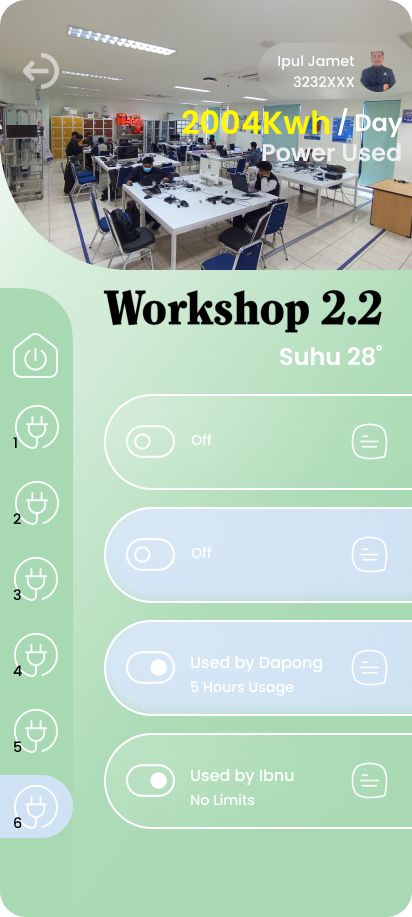 Ipul Jamet
3232XXX
2004Kwh / Day
Power Used
Workshop 2.2
Suhu 28°
Off
Off
Used by Dapong
5 Hours Usage
Used by Ibnu
No Limits
1
2
3
4
5
6